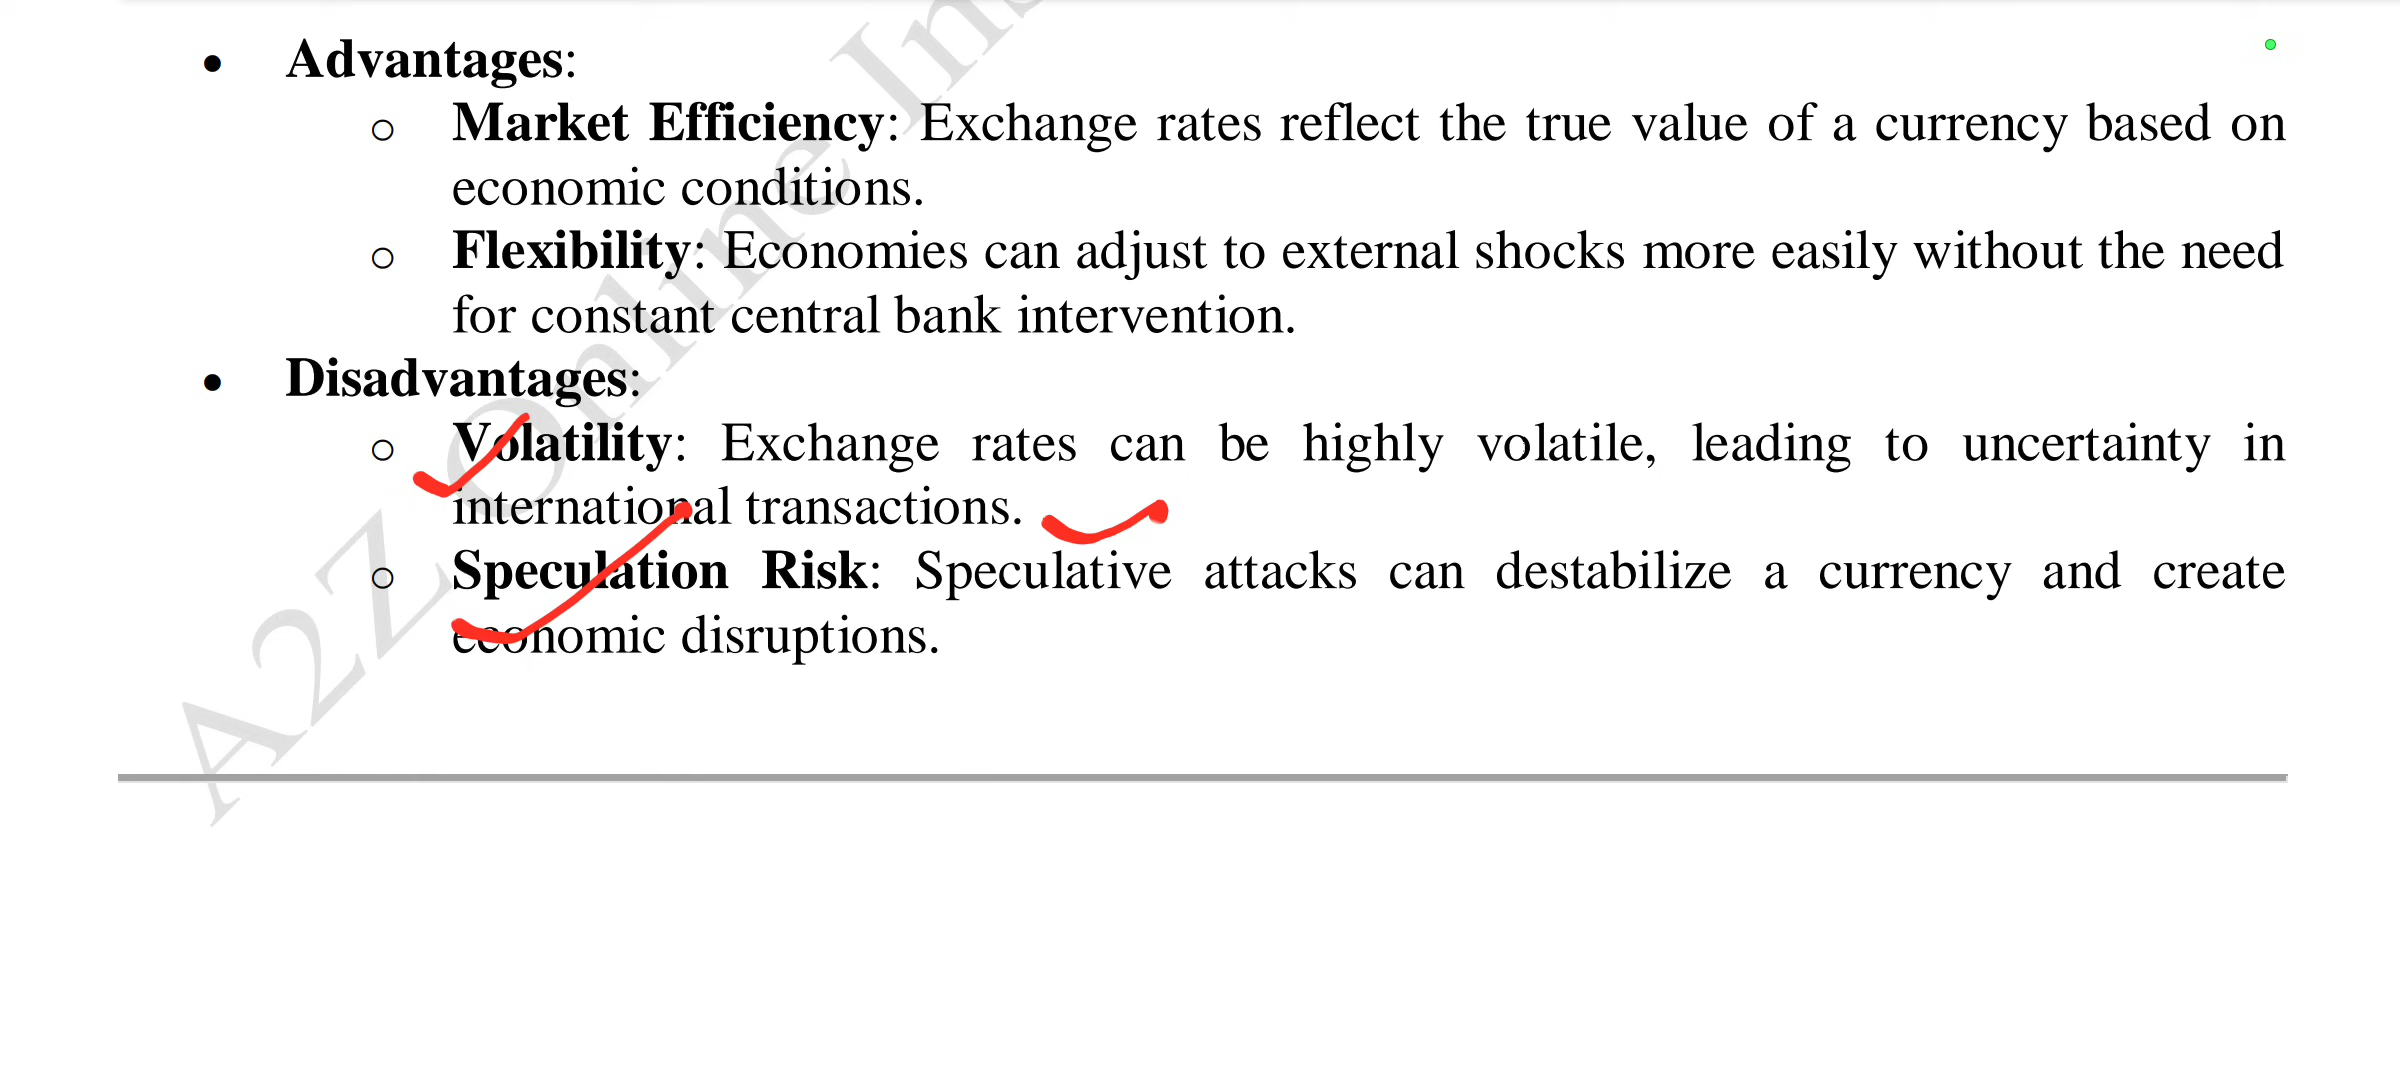 • Advantages:
○ Market Efficiency: Exchange rates reflect the true value of a currency based on
economic conditions.
○ Flexibility: Economies can adjust to external shocks more easily without the need
for constant central bank intervention.
• Disadvantages:
○ Volatility: Exchange rates can be highly volatile, leading to uncertainty in
international transactions.
○ Speculation Risk: Speculative attacks can destabilize a currency and create
economic disruptions.
A2Z Online